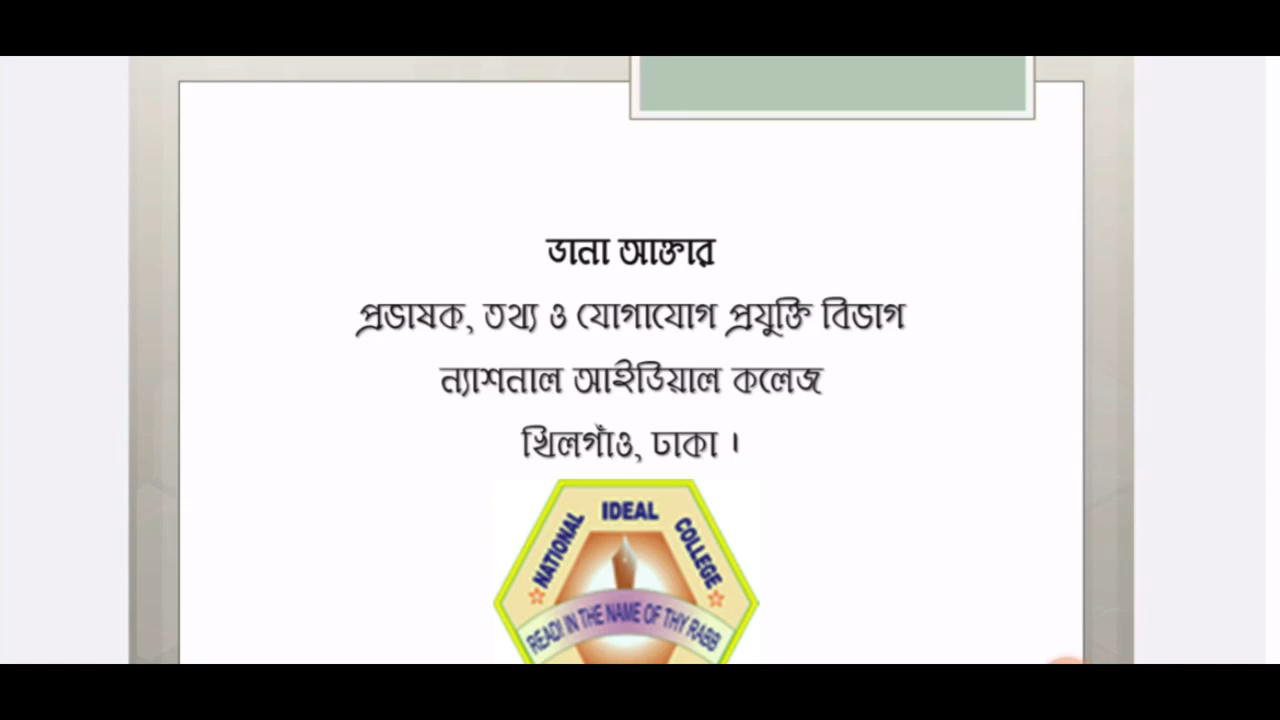 ভানা আক্তার
প্রভাষক, তথ্য ও যোগাযোগ প্রযুক্তি বিভাগ
ন্যাশনাল আইডিয়াল কলেজ
খিলগাঁও, ঢাকা ।
NATIONAL IDEAL COLLEGE
READ! IN THE NAME OF THY RABB